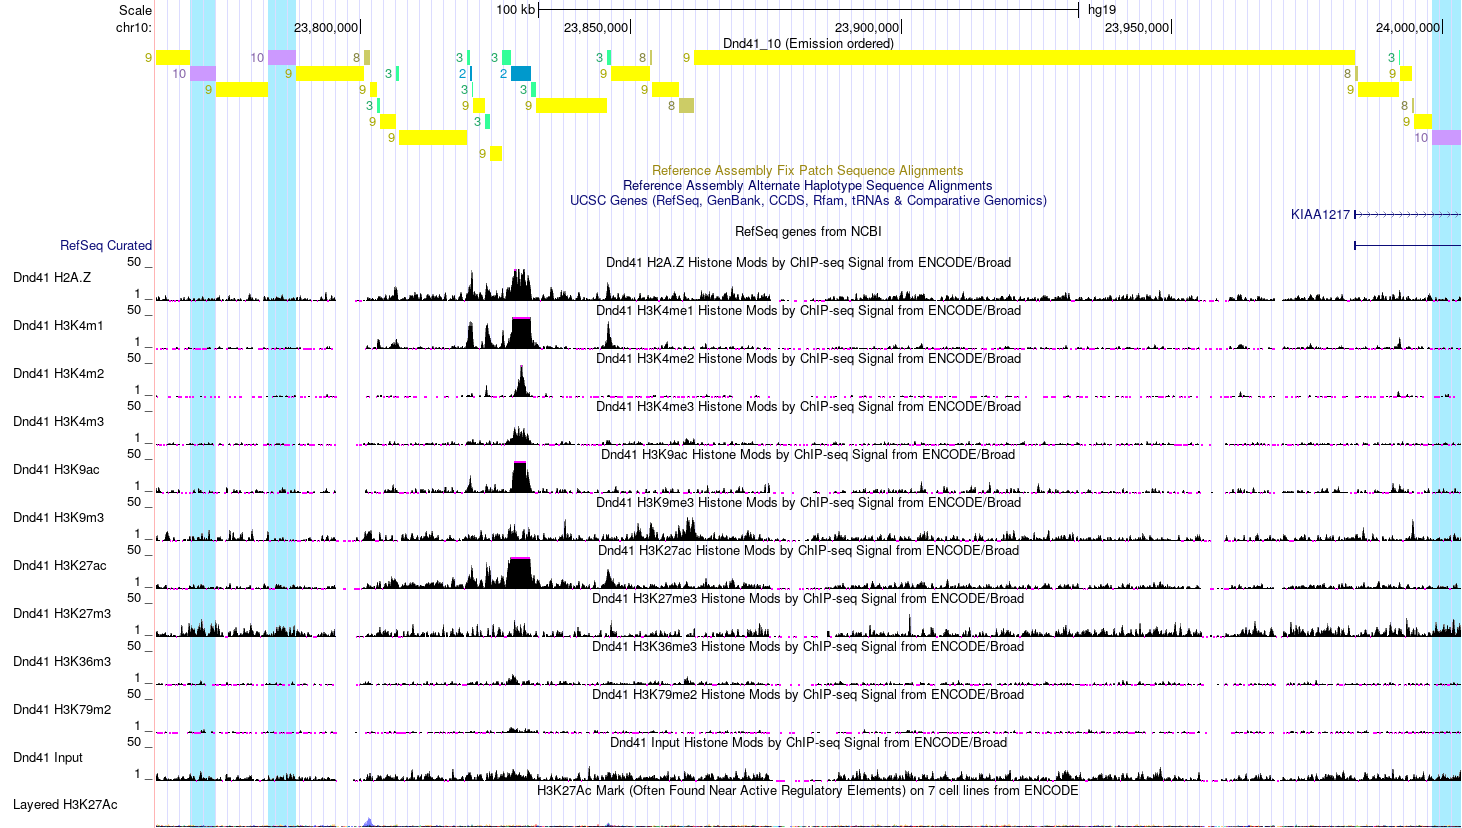 Scale 100 kb hg19
chr10: 23,800,000 23,850,000 23,900,000 23,950,000 24,000,000
Dnd41_10 (Emission ordered)
9 10 8 3 3 3 8 9 3
10 9 3 2 2 9 8 9
9 9 3 3 9 9
3 9 9 8 8
9 3 9
9 10
9
Reference Assembly Fix Patch Sequence Alignments
Reference Assembly Alternate Haplotype Sequence Alignments
UCSC Genes (RefSeq, GenBank, CCDS, Rfam, tRNAs & Comparative Genomics)
KIAA1217
RefSeq genes from NCBI
RefSeq Curated
Dnd41 H2A.Z Histone Mods by ChIP-seq Signal from ENCODE/Broad
50 _
Dnd41 H2A.Z
1 _
Dnd41 H3K4me1 Histone Mods by ChIP-seq Signal from ENCODE/Broad
50 _
Dnd41 H3K4m1
1 _
Dnd41 H3K4me2 Histone Mods by ChIP-seq Signal from ENCODE/Broad
50 _
Dnd41 H3K4m2
1 _
Dnd41 H3K4me3 Histone Mods by ChIP-seq Signal from ENCODE/Broad
50 _
Dnd41 H3K4m3
1 _
Dnd41 H3K9ac Histone Mods by ChIP-seq Signal from ENCODE/Broad
50 _
Dnd41 H3K9ac
1 _
Dnd41 H3K9me3 Histone Mods by ChIP-seq Signal from ENCODE/Broad
50 _
Dnd41 H3K9m3
1 _
Dnd41 H3K27ac Histone Mods by ChIP-seq Signal from ENCODE/Broad
50 _
Dnd41 H3K27ac
1 _
Dnd41 H3K27me3 Histone Mods by ChIP-seq Signal from ENCODE/Broad
50 _
Dnd41 H3K27m3
1 _
Dnd41 H3K36me3 Histone Mods by ChIP-seq Signal from ENCODE/Broad
50 _
Dnd41 H3K36m3
1 _
Dnd41 H3K79me2 Histone Mods by ChIP-seq Signal from ENCODE/Broad
50 _
Dnd41 H3K79m2
1 _
Dnd41 Input Histone Mods by ChIP-seq Signal from ENCODE/Broad
50 _
Dnd41 Input
1 _
H3K27Ac Mark (Often Found Near Active Regulatory Elements) on 7 cell lines from ENCODE
Layered H3K27Ac